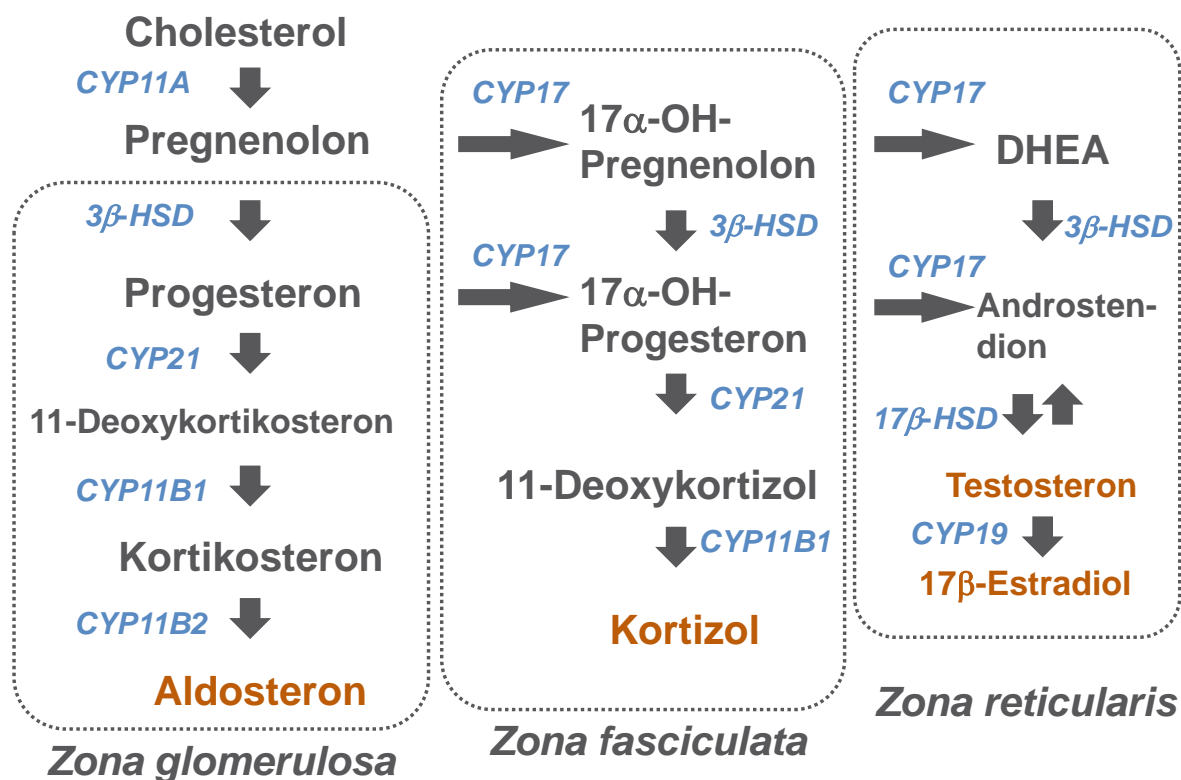 Cholesterol
CYP11A
Pregnenolon
3β-HSD
Progesteron
CYP21
11-Deoxykortikosteron
CYP11B1
Kortikosteron
CYP11B2
Aldosteron
Zona glomerulosa
CYP17
17α-OH-
Pregnenolon
3β-HSD
CYP17
17α-OH-
Progesteron
CYP21
11-Deoxykortizol
CYP11B1
Kortizol
Zona fasciculata
CYP17
DHEA
3β-HSD
CYP17
Androsten-
dion
17β-HSD
Testosteron
CYP19
17β-Estradiol
Zona reticularis